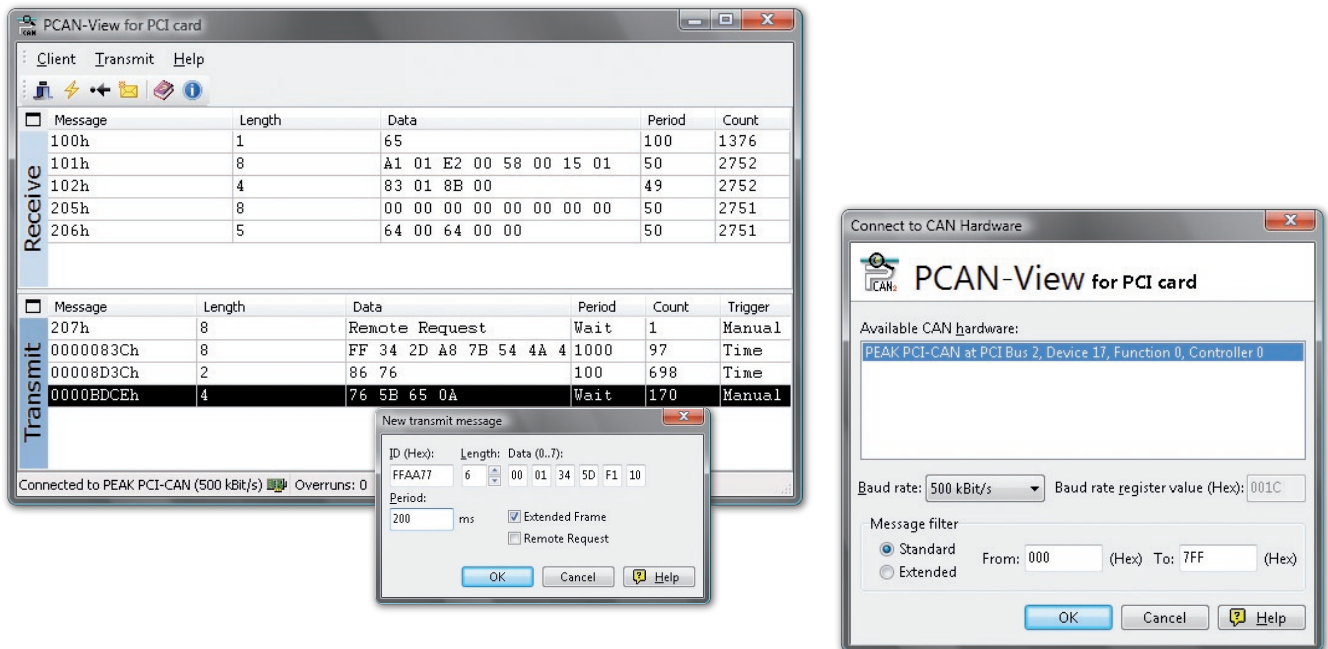 PCAN-View for PCI card
Client Transmit Help
Message Length Data Period Count
Receive
100h 1 65 100 1376
101h 8 A1 01 E2 00 58 00 15 01 50 2752
102h 4 83 01 8B 00 49 2752
205h 8 00 00 00 00 00 00 00 00 50 2751
206h 5 64 00 64 00 00 50 2751
Message Length Data Period Count Trigger
Transmit
207h 8 Remote Request Wait 1 Manual
0000083Ch 8 FF 34 2D A8 7B 54 4A 4 1000 97 Time
00008D3Ch 2 86 76 100 698 Time
0000BDCEh 4 76 5B 65 0A Wait 170 Manual
Connected to PEAK PCI-CAN (500 kBit/s) Overruns: 0
New transmit message
ID (Hex): Length: Data (0..7):
FFAA77 6 00 01 34 5D F1 10
Period:
200 ms Extended Frame
Remote Request
OK Cancel Help
Connect to CAN Hardware
PCAN-View for PCI card
Available CAN hardware:
PEAK PCI-CAN at PCI Bus 2, Device 17, Function 0, Controller 0
Baud rate: 500 kBit/s Baud rate register value (Hex): 001C
Message filter
Standard
From: 000 (Hex) To: 7FF (Hex)
Extended
OK Cancel Help